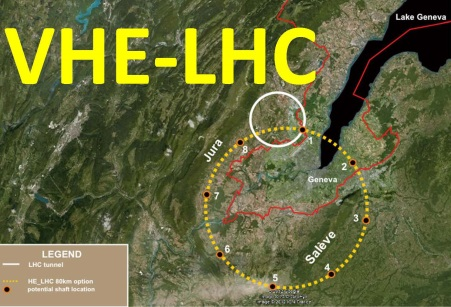 VHE-LHC
Lake Geneva
1
8
Jura
2
Geneva
7
3
Salève
6
4
5
LEGEND
LHC tunnel
HE_LHC 80km option
potential shaft location